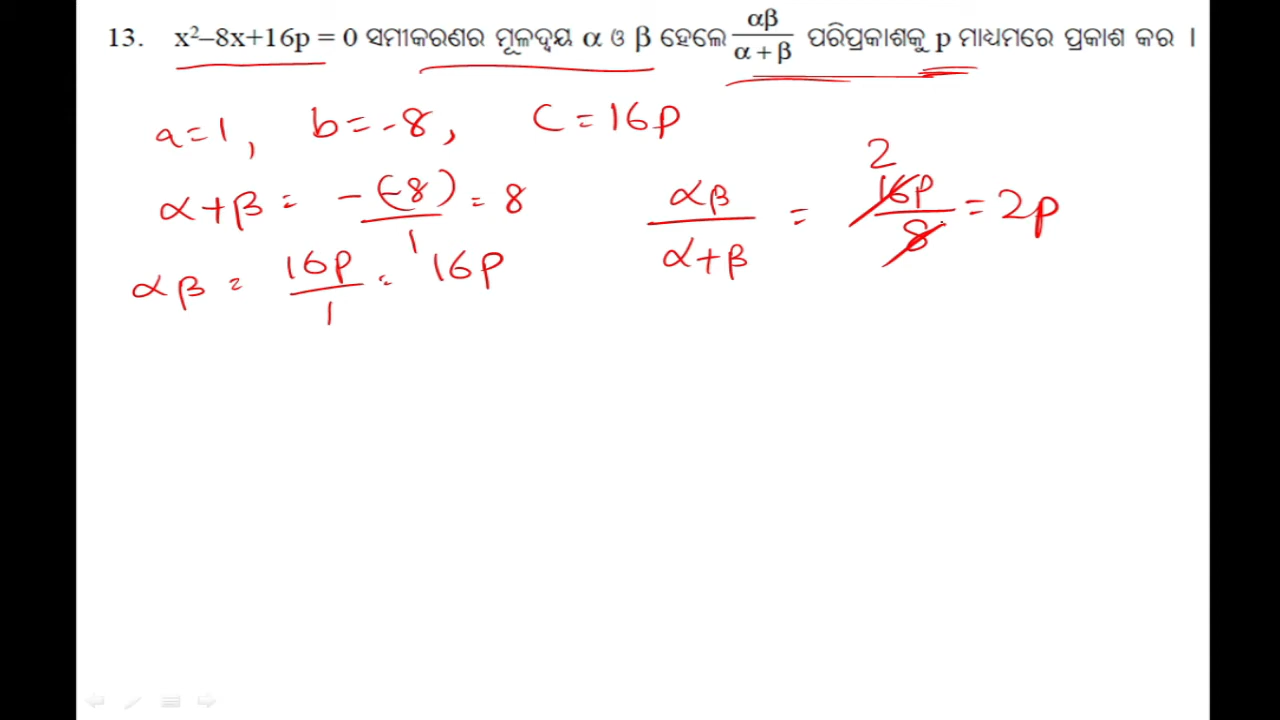 13. x²–8x+16p = 0 ସମୀକରଣର ମୂଳଦ୍ୱୟ α ଓ β ହେଲେ αβ/(α + β) ପରିପ୍ରକାଶକୁ p ମାଧ୍ୟମରେ ପ୍ରକାଶ କର ।
a = 1, b = -8, C = 16p
α+β = -(-8)/1 = 8
αβ/(α+β) = 16p/8 = 2p
2
αβ = 16p/1 = 16p